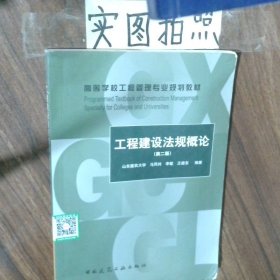 实图拍照
高等学校工程管理专业规划教材
Programmed Textbook of Construction Management
Specialty for Colleges and Universities
工程建设法规概论
(第二版)
山东建筑大学
编著
中国建筑工业出版社